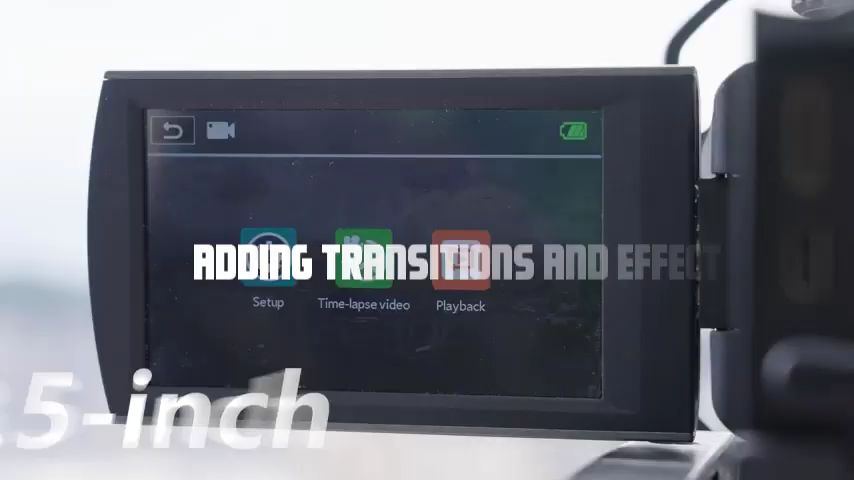 ADDING TRANSITIONS AND EFFECT
Setup Time-lapse video Playback
.5-inch